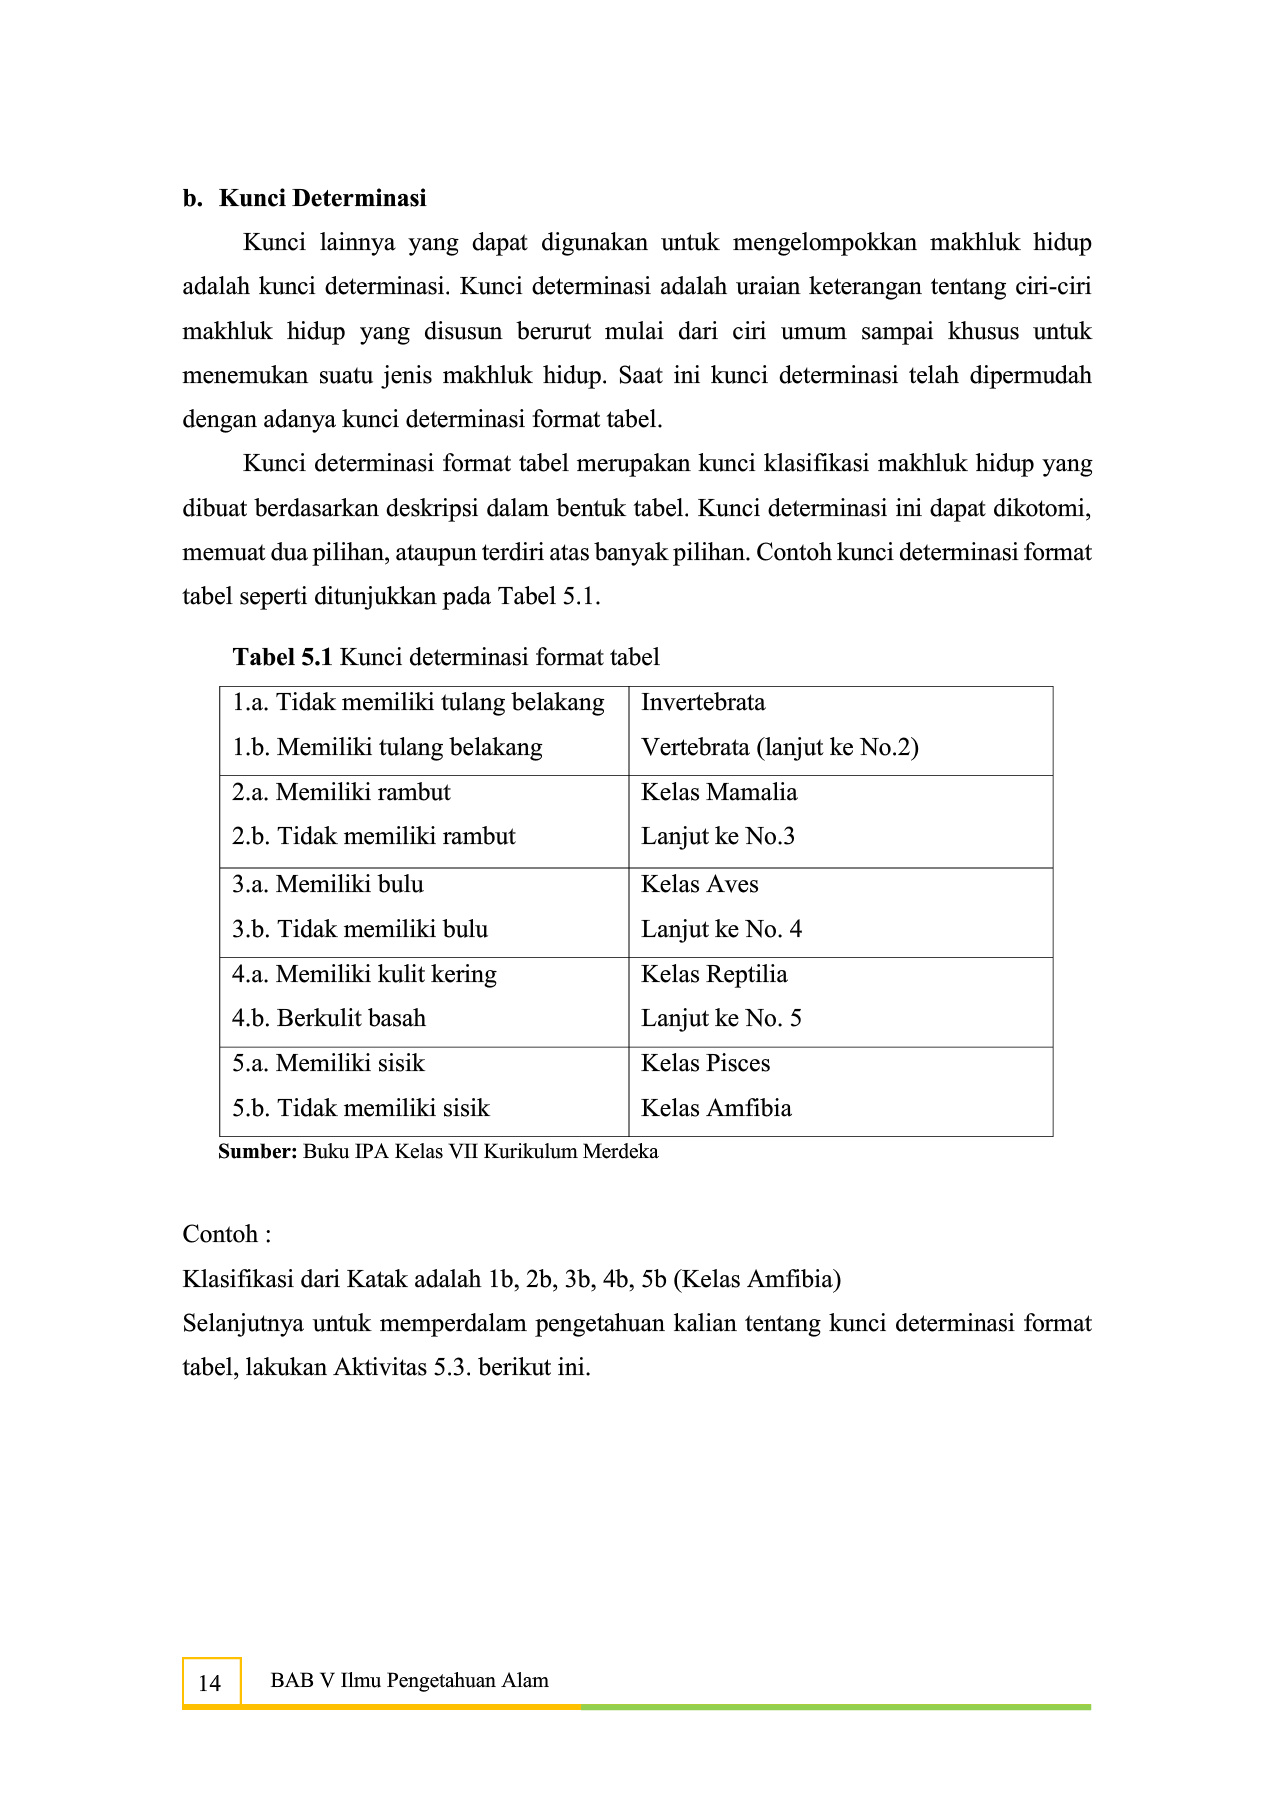 b. Kunci Determinasi
Kunci lainnya yang dapat digunakan untuk mengelompokkan makhluk hidup
adalah kunci determinasi. Kunci determinasi adalah uraian keterangan tentang ciri-ciri
makhluk hidup yang disusun berurut mulai dari ciri umum sampai khusus untuk
menemukan suatu jenis makhluk hidup. Saat ini kunci determinasi telah dipermudah
dengan adanya kunci determinasi format tabel.
Kunci determinasi format tabel merupakan kunci klasifikasi makhluk hidup yang
dibuat berdasarkan deskripsi dalam bentuk tabel. Kunci determinasi ini dapat dikotomi,
memuat dua pilihan, ataupun terdiri atas banyak pilihan. Contoh kunci determinasi format
tabel seperti ditunjukkan pada Tabel 5.1.
Tabel 5.1 Kunci determinasi format tabel
1.a. Tidak memiliki tulang belakang Invertebrata
1.b. Memiliki tulang belakang Vertebrata (lanjut ke No.2)
2.a. Memiliki rambut Kelas Mamalia
2.b. Tidak memiliki rambut Lanjut ke No.3
3.a. Memiliki bulu Kelas Aves
3.b. Tidak memiliki bulu Lanjut ke No. 4
4.a. Memiliki kulit kering Kelas Reptilia
4.b. Berkulit basah Lanjut ke No. 5
5.a. Memiliki sisik Kelas Pisces
5.b. Tidak memiliki sisik Kelas Amfibia
Sumber: Buku IPA Kelas VII Kurikulum Merdeka
Contoh :
Klasifikasi dari Katak adalah 1b, 2b, 3b, 4b, 5b (Kelas Amfibia)
Selanjutnya untuk memperdalam pengetahuan kalian tentang kunci determinasi format
tabel, lakukan Aktivitas 5.3. berikut ini.
14 BAB V Ilmu Pengetahuan Alam